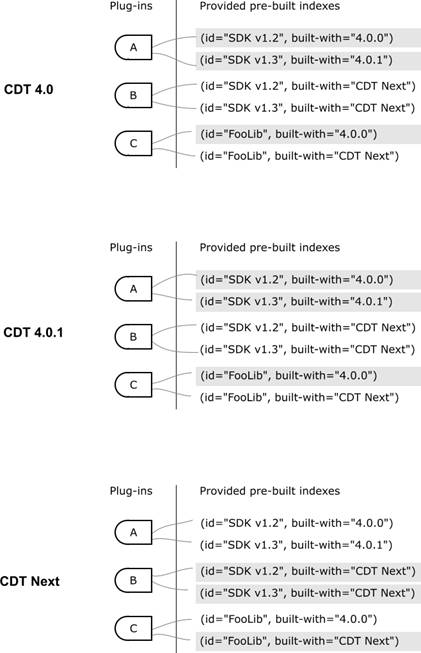 Plug-ins Provided pre-built indexes
A (id="SDK v1.2", built-with="4.0.0")
(id="SDK v1.3", built-with="4.0.1")
CDT 4.0
B (id="SDK v1.2", built-with="CDT Next")
(id="SDK v1.3", built-with="CDT Next")
C (id="FooLib", built-with="4.0.0")
(id="FooLib", built-with="CDT Next")
Plug-ins Provided pre-built indexes
A (id="SDK v1.2", built-with="4.0.0")
(id="SDK v1.3", built-with="4.0.1")
CDT 4.0.1
B (id="SDK v1.2", built-with="CDT Next")
(id="SDK v1.3", built-with="CDT Next")
C (id="FooLib", built-with="4.0.0")
(id="FooLib", built-with="CDT Next")
Plug-ins Provided pre-built indexes
A (id="SDK v1.2", built-with="4.0.0")
(id="SDK v1.3", built-with="4.0.1")
CDT Next
B (id="SDK v1.2", built-with="CDT Next")
(id="SDK v1.3", built-with="CDT Next")
C (id="FooLib", built-with="4.0.0")
(id="FooLib", built-with="CDT Next")